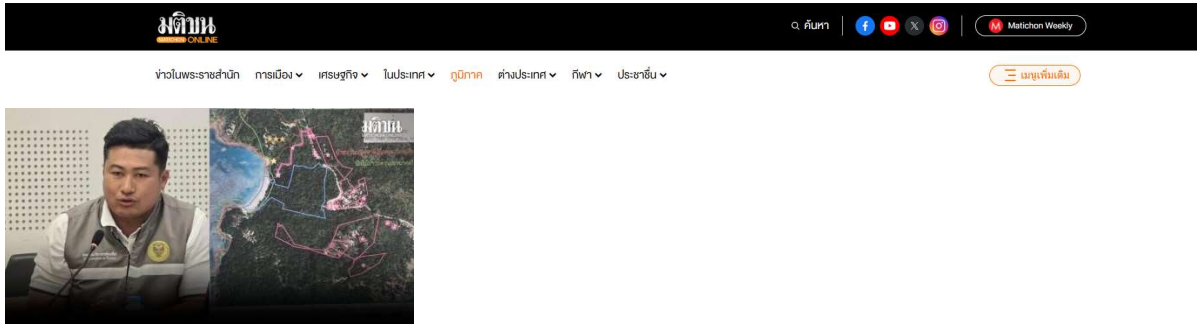 มติชน
MATICHON ONLINE
ค้นหา
Matichon Weekly
ข่าวในพระราชสำนัก การเมือง เศรษฐกิจ ในประเทศ ภูมิภาค ต่างประเทศ กีฬา ประชาชื่น
เมนูเพิ่มเติม
มติชน